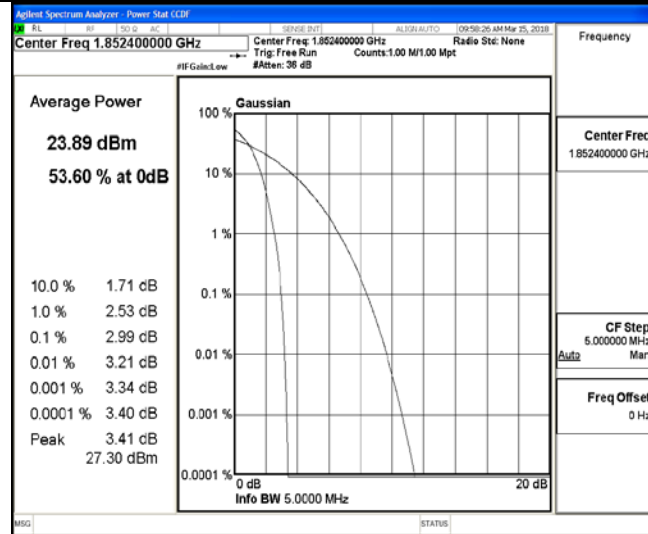 Agilent Spectrum Analyzer - Power Stat CCDF
RL RF 50 Ω AC SENSE:INT ALIGN AUTO 09:58:26 AM Mar 15, 2018
Center Freq 1.852400000 GHz
Center Freq: 1.852400000 GHz Radio Std: None
Trig: Free Run Counts:1.00 M/1.00 Mpt
#IFGain:Low #Atten: 36 dB
Frequency
Average Power
23.89 dBm
53.60 % at 0dB
10.0 % 1.71 dB
1.0 % 2.53 dB
0.1 % 2.99 dB
0.01 % 3.21 dB
0.001 % 3.34 dB
0.0001 % 3.40 dB
Peak 3.41 dB
27.30 dBm
Gaussian
100 %
10 %
1 %
0.1 %
0.01 %
0.001 %
0.0001 %
0 dB 20 dB
Info BW 5.0000 MHz
Center Freq
1.852400000 GHz
CF Step
5.000000 MHz
Auto Man
Freq Offset
0 Hz
MSG STATUS